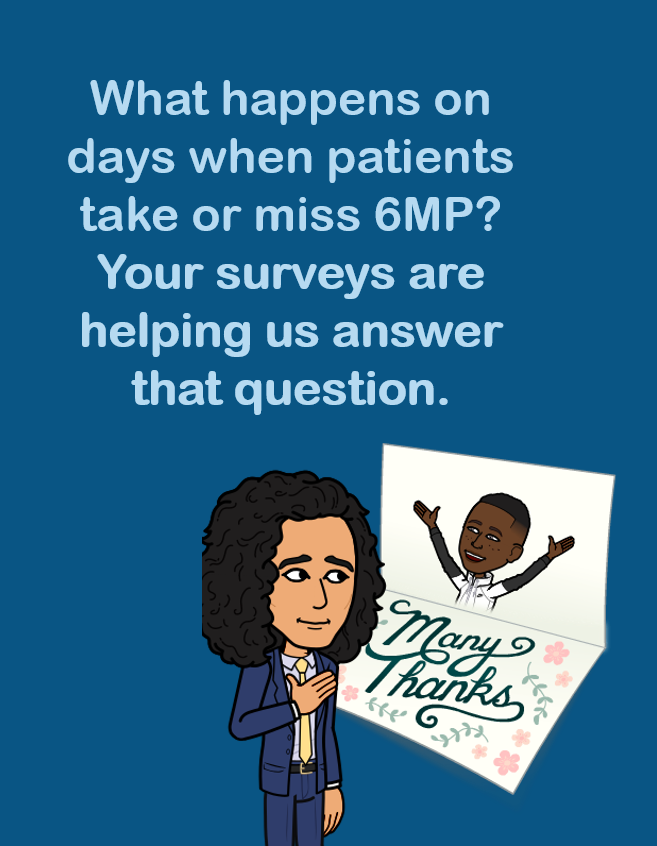 What happens on
days when patients
take or miss 6MP?
Your surveys are
helping us answer
that question.
Many
Thanks